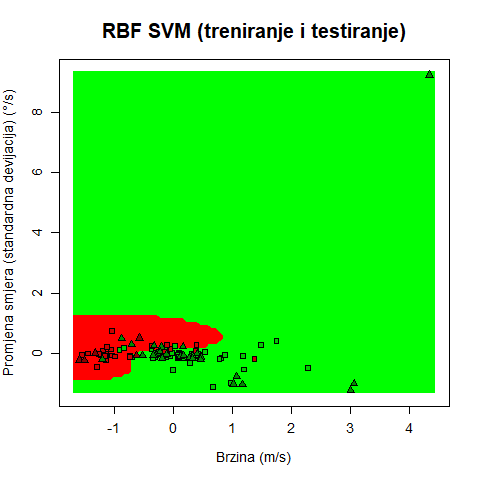 RBF SVM (treniranje i testiranje)
Promjena smjera (standardna devijacija) (°/s)
8
6
4
2
0
-1 0 1 2 3 4
Brzina (m/s)